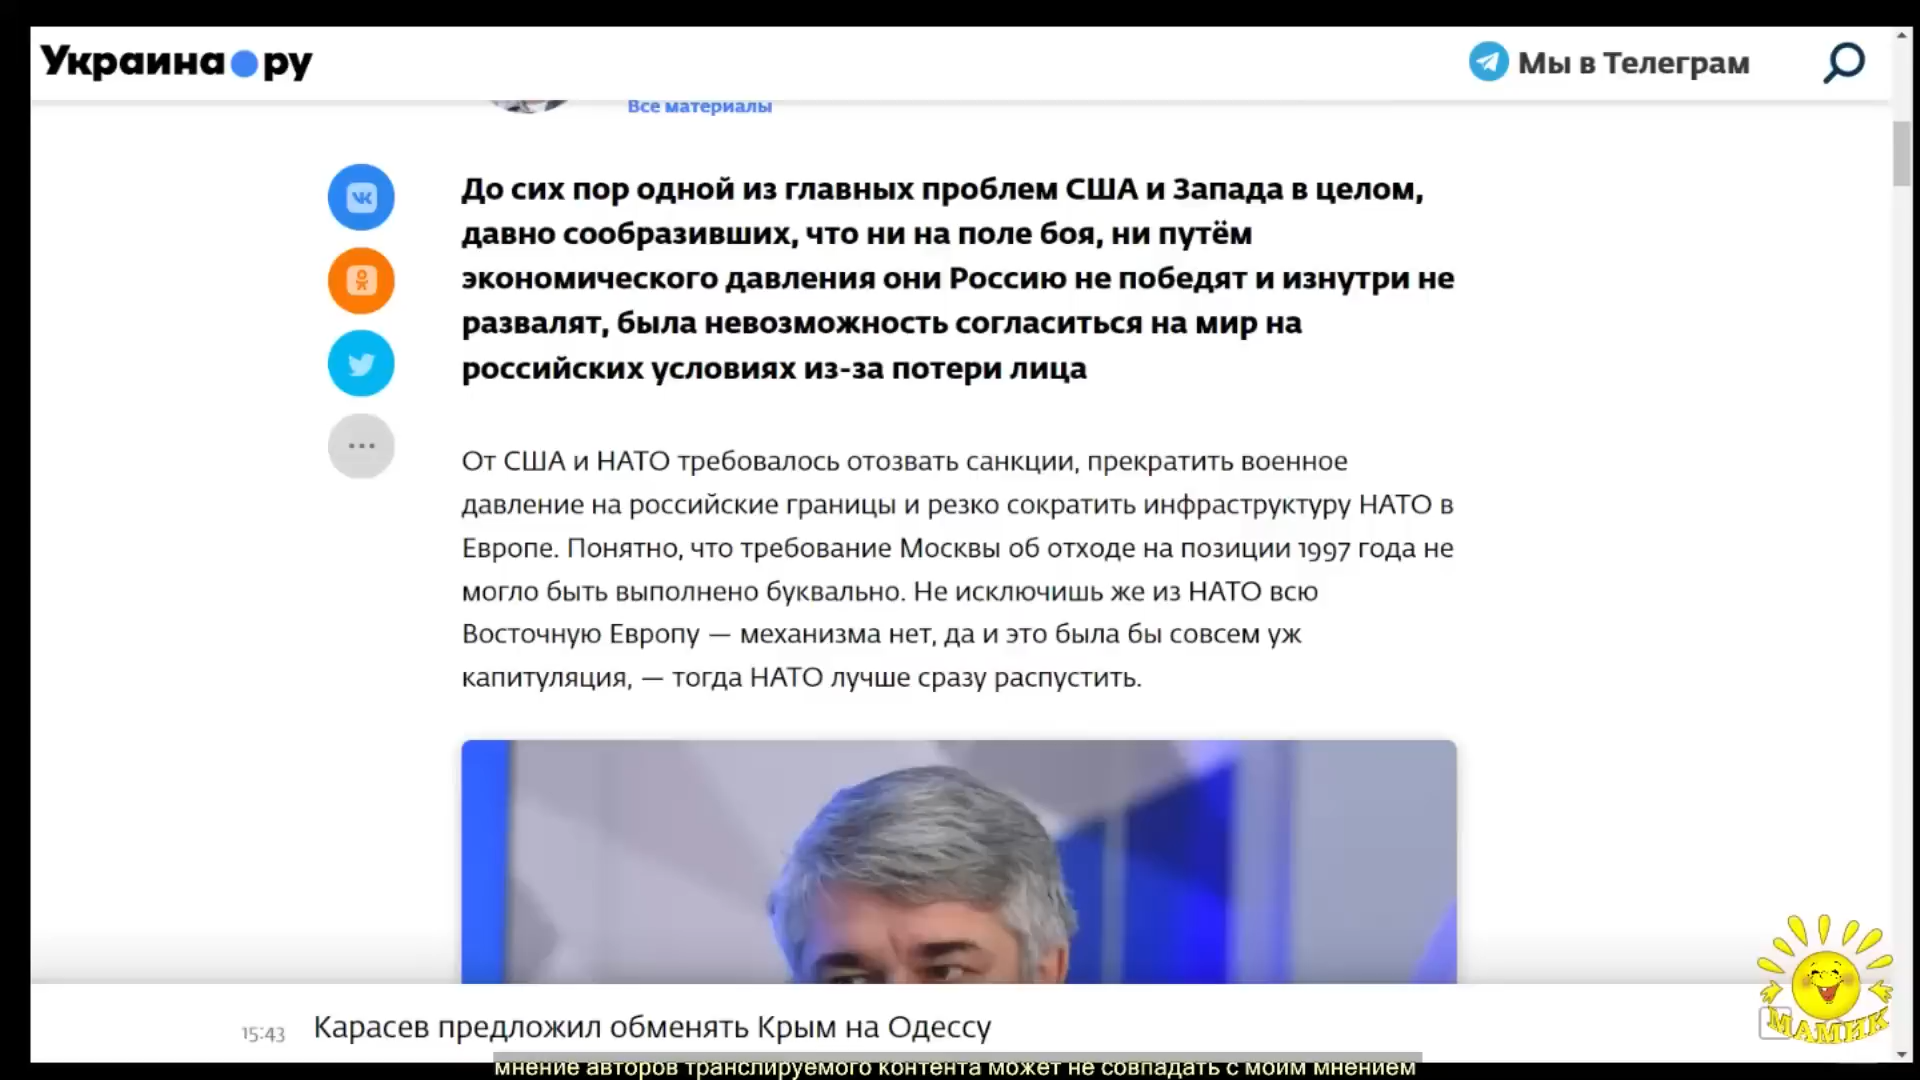 Украина ру
Мы в Телеграм
Все материалы
До сих пор одной из главных проблем США и Запада в целом,
давно сообразивших, что ни на поле боя, ни путём
экономического давления они Россию не победят и изнутри не
развалят, была невозможность согласиться на мир на
российских условиях из-за потери лица
От США и НАТО требовалось отозвать санкции, прекратить военное
давление на российские границы и резко сократить инфраструктуру НАТО в
Европе. Понятно, что требование Москвы об отходе на позиции 1997 года не
могло быть выполнено буквально. Не исключишь же из НАТО всю
Восточную Европу — механизма нет, да и это была бы совсем уж
капитуляция, — тогда НАТО лучше сразу распустить.
15:43 Карасев предложил обменять Крым на Одессу
МАМИК
мнение авторов транслируемого контента может не совпадать с моим мнением